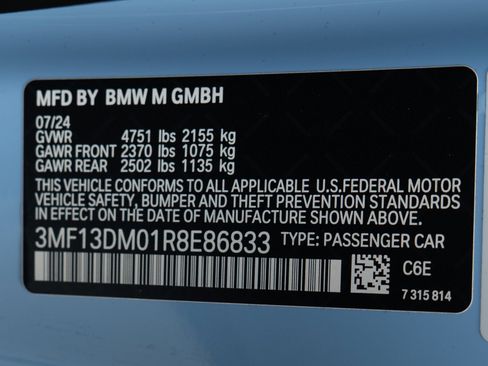 MFD BY BMW M GMBH
07/24
GVWR 4751 lbs 2155 kg
GAWR FRONT 2370 lbs 1075 kg
GAWR REAR 2502 lbs 1135 kg
THIS VEHICLE CONFORMS TO ALL APPLICABLE U.S.FEDERAL MOTOR
VEHICLE SAFETY, BUMPER AND THEFT PREVENTION STANDARDS
IN EFFECT ON THE DATE OF MANUFACTURE SHOWN ABOVE.
3MF13DM01R8E86833 TYPE: PASSENGER CAR
C6E
7 315 814